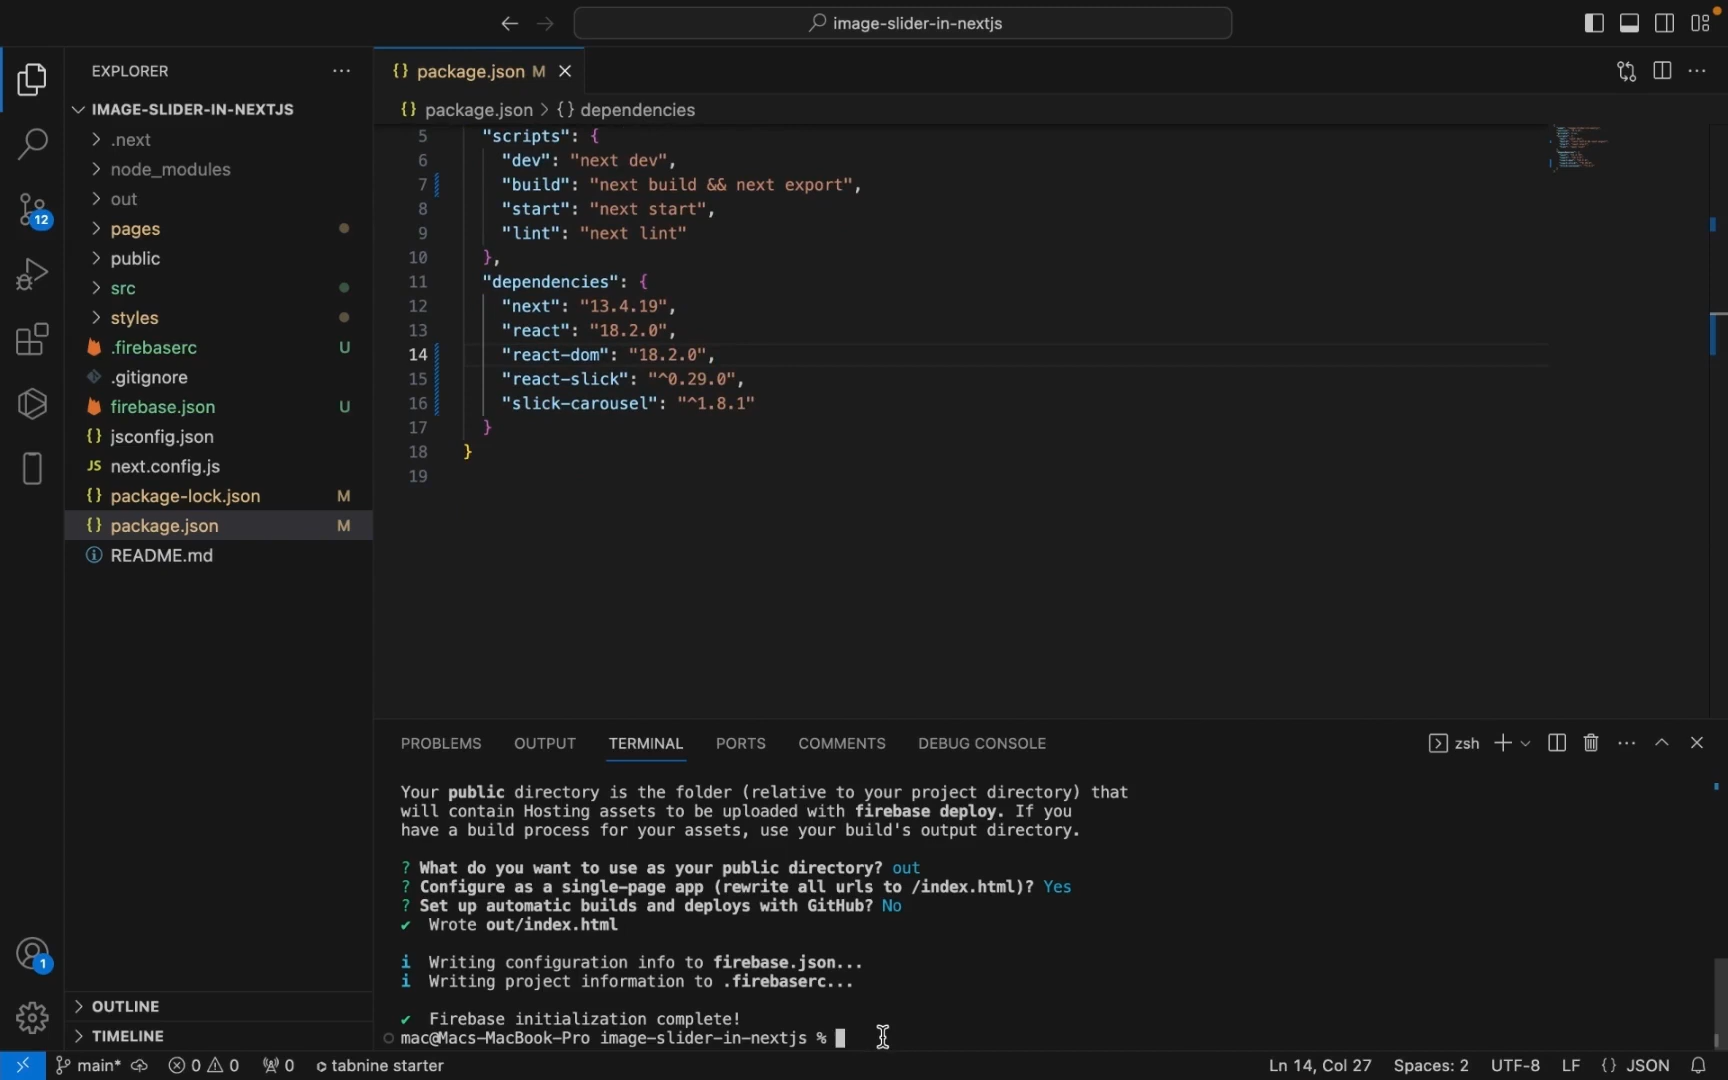 image-slider-in-nextjs
EXPLORER
IMAGE-SLIDER-IN-NEXTJS
.next
node_modules
out
pages
public
src
styles
.firebaserc U
.gitignore
firebase.json U
jsconfig.json
JS next.config.js
package-lock.json M
package.json M
README.md
OUTLINE
TIMELINE
12
1
{} package.json M
{} package.json > {} dependencies
5 "scripts": {
6 "dev": "next dev",
7 "build": "next build && next export",
8 "start": "next start",
9 "lint": "next lint"
10 },
11 "dependencies": {
12 "next": "13.4.19",
13 "react": "18.2.0",
14 "react-dom": "18.2.0",
15 "react-slick": "^0.29.0",
16 "slick-carousel": "^1.8.1"
17 }
18 }
19
PROBLEMS OUTPUT TERMINAL PORTS COMMENTS DEBUG CONSOLE
zsh
Your public directory is the folder (relative to your project directory) that
will contain Hosting assets to be uploaded with firebase deploy. If you
have a build process for your assets, use your build's output directory.
? What do you want to use as your public directory? out
? Configure as a single-page app (rewrite all urls to /index.html)? Yes
? Set up automatic builds and deploys with GitHub? No
✔ Wrote out/index.html
i Writing configuration info to firebase.json...
i Writing project information to .firebaserc...
✔ Firebase initialization complete!
mac@Macs-MacBook-Pro image-slider-in-nextjs %
main* 0 0 0 tabnine starter
Ln 14, Col 27 Spaces: 2 UTF-8 LF {} JSON